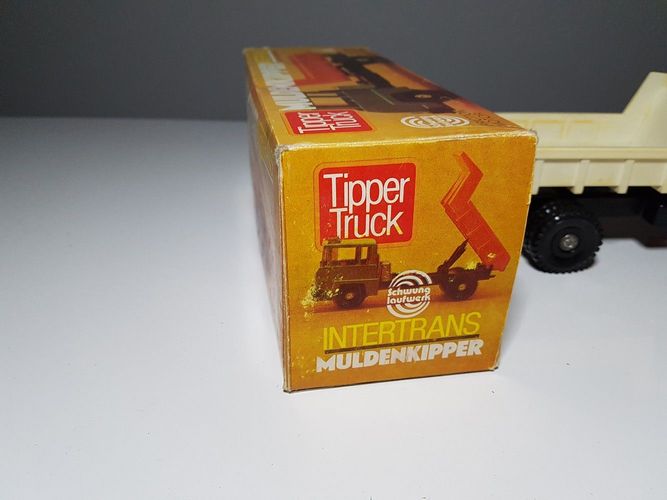 MULDENKIPPER
Tipper
Truck
Tipper
Truck
Schwung
laufwerk
INTERTRANS
MULDENKIPPER